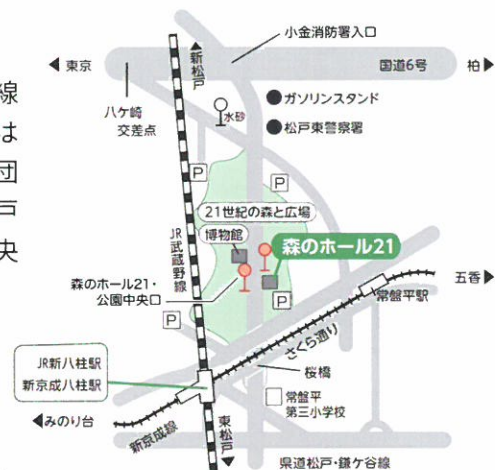 小金消防署入口
◀東京
▲新松戸
国道6号
柏▶
八ケ崎
交差点
水砂
●ガソリンスタンド
●松戸東警察署
線
は
団
戸
央
P
P
21世紀の森と広場
博物館
JR武蔵野線
森のホール21
森のホール21・
公園中央口
P
P
五香▶
常盤平駅
さくら通り
JR新八柱駅
新京成八柱駅
桜橋
常盤平
第三小学校
◀みのり台
新京成線
東松戸▼
県道松戸・鎌ケ谷線